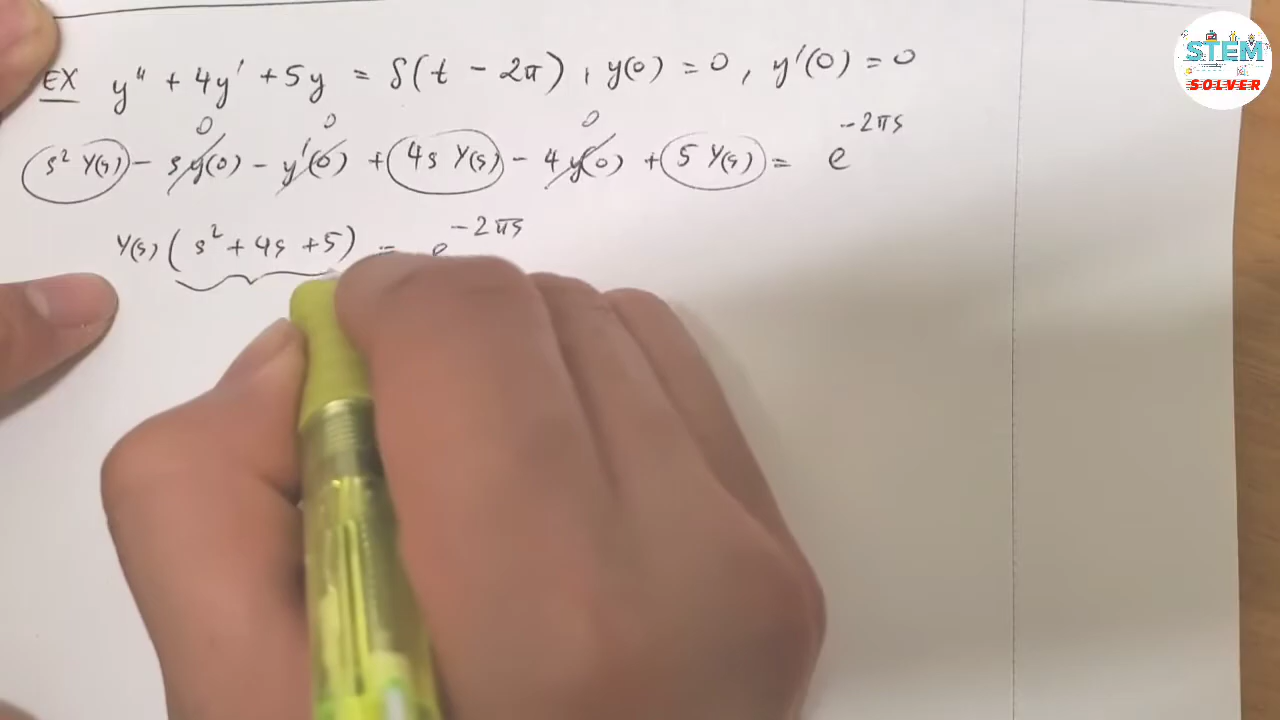 STEM
SOLVER
EX y" + 4y' + 5y = δ(t - 2π), y(0) = 0, y'(0) = 0
0 0 0
s² Y(s) - s y(0) - y'(0) + 4s Y(s) - 4 y(0) + 5 Y(s) = e^-2πs
Y(s) ( s² + 4s + 5) = e^-2πs